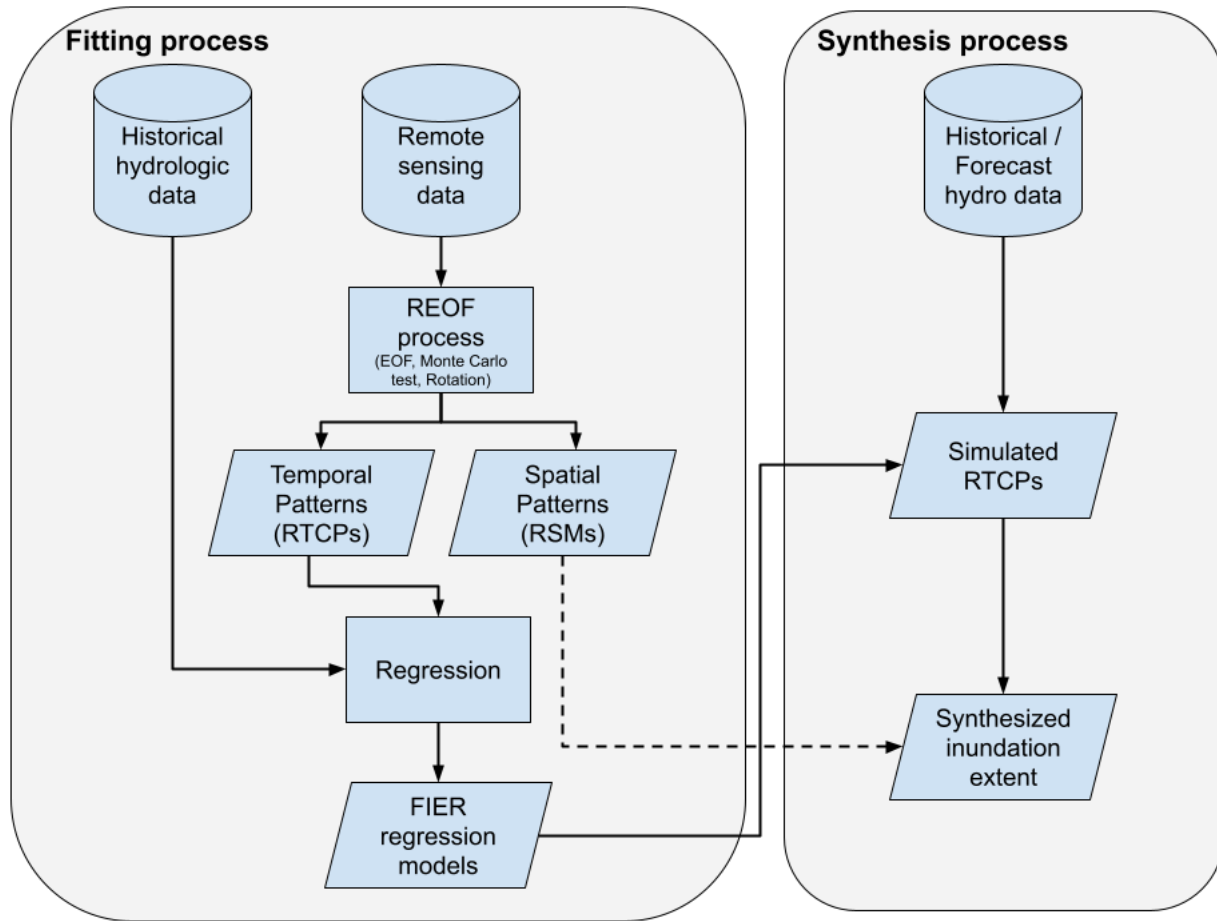 Fitting process
Historical
hydrologic
data
Remote
sensing
data
REOF
process
(EOF, Monte Carlo
test, Rotation)
Temporal
Patterns
(RTCPs)
Spatial
Patterns
(RSMs)
Regression
FIER
regression
models
Synthesis process
Historical /
Forecast
hydro data
Simulated
RTCPs
Synthesized
inundation
extent